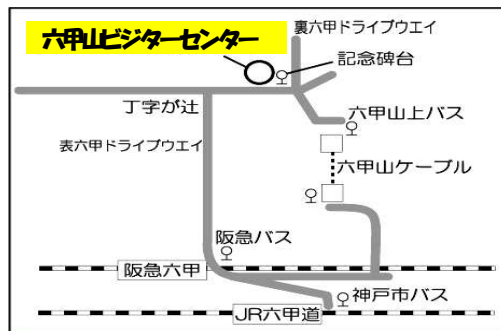 裏六甲ドライブウエイ
六甲山ビジターセンター
記念碑台
丁字が辻
六甲山上バス
表六甲ドライブウエイ
六甲山ケーブル
阪急バス
阪急六甲
神戸市バス
JR六甲道